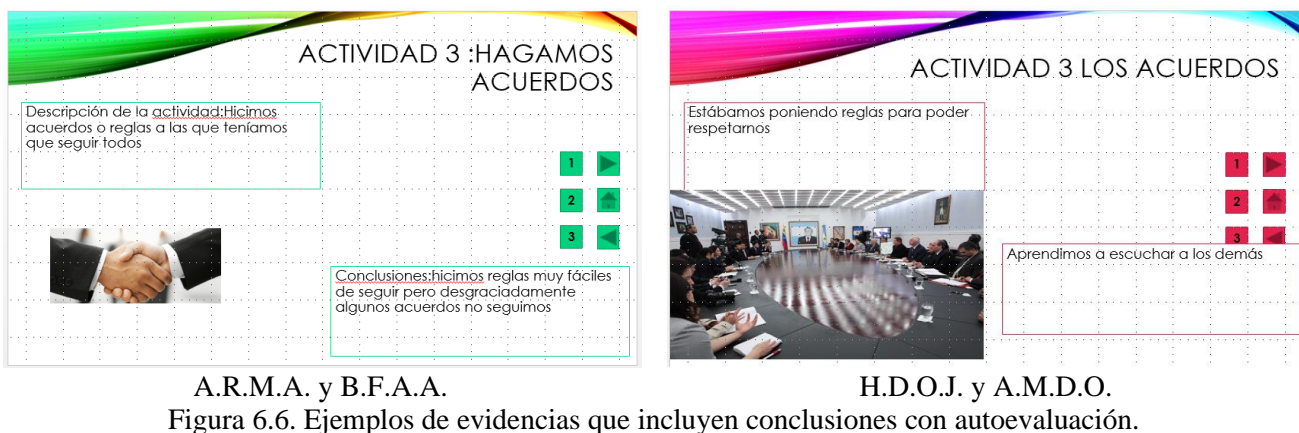 ACTIVIDAD 3 :HAGAMOS
ACUERDOS
Descripción de la actividad:Hicimos
acuerdos o reglas a las que teníamos
que seguir todos
1
2
3
Conclusiones:hicimos reglas muy fáciles
de seguir pero desgraciadamente
algunos acuerdos no seguimos
ACTIVIDAD 3 LOS ACUERDOS
Estábamos poniendo reglas para poder
respetarnos
1
2
3
Aprendimos a escuchar a los demás
A.R.M.A. y B.F.A.A.
H.D.O.J. y A.M.D.O.
Figura 6.6. Ejemplos de evidencias que incluyen conclusiones con autoevaluación.